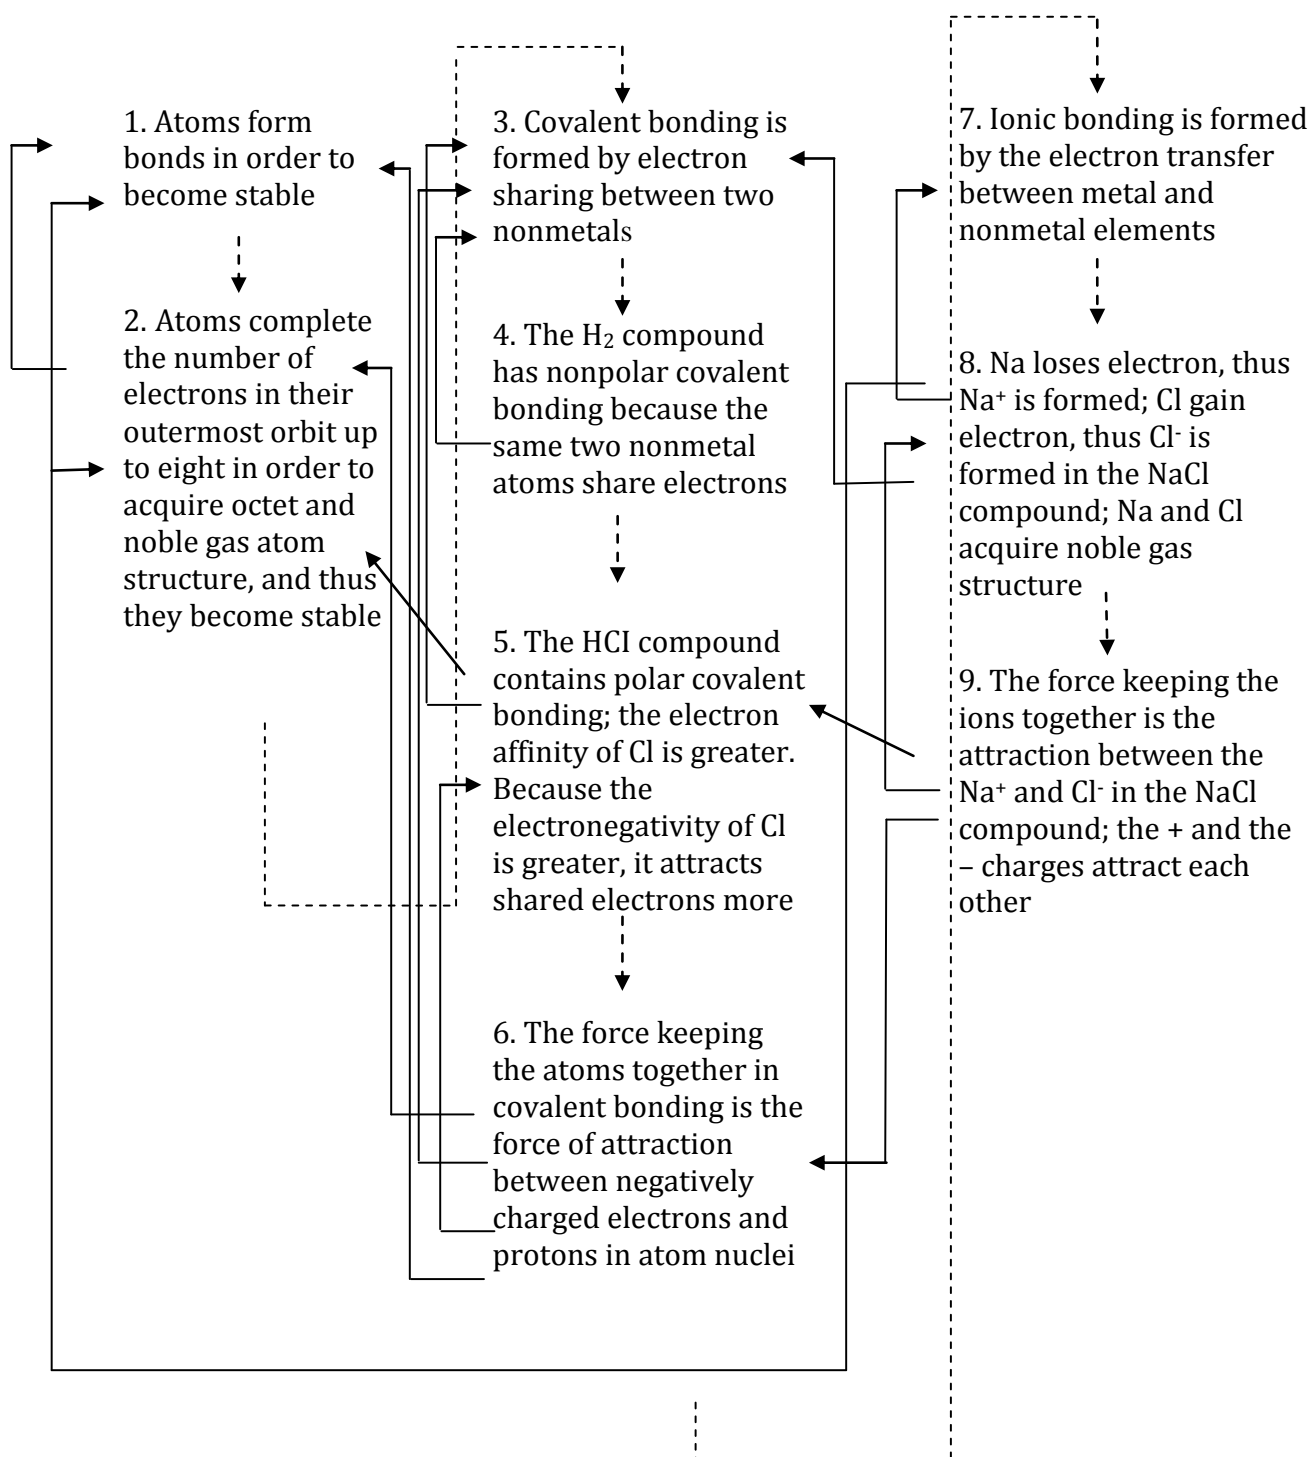 1. Atoms form
bonds in order to
become stable
2. Atoms complete
the number of
electrons in their
outermost orbit up
to eight in order to
acquire octet and
noble gas atom
structure, and thus
they become stable
3. Covalent bonding is
formed by electron
sharing between two
nonmetals
4. The H₂ compound
has nonpolar covalent
bonding because the
same two nonmetal
atoms share electrons
5. The HCI compound
contains polar covalent
bonding; the electron
affinity of Cl is greater.
Because the
electronegativity of Cl
is greater, it attracts
shared electrons more
6. The force keeping
the atoms together in
covalent bonding is the
force of attraction
between negatively
charged electrons and
protons in atom nuclei
7. Ionic bonding is formed
by the electron transfer
between metal and
nonmetal elements
8. Na loses electron, thus
Na⁺ is formed; Cl gain
electron, thus Cl⁻ is
formed in the NaCl
compound; Na and Cl
acquire noble gas
structure
9. The force keeping the
ions together is the
attraction between the
Na⁺ and Cl⁻ in the NaCl
compound; the + and the
– charges attract each
other